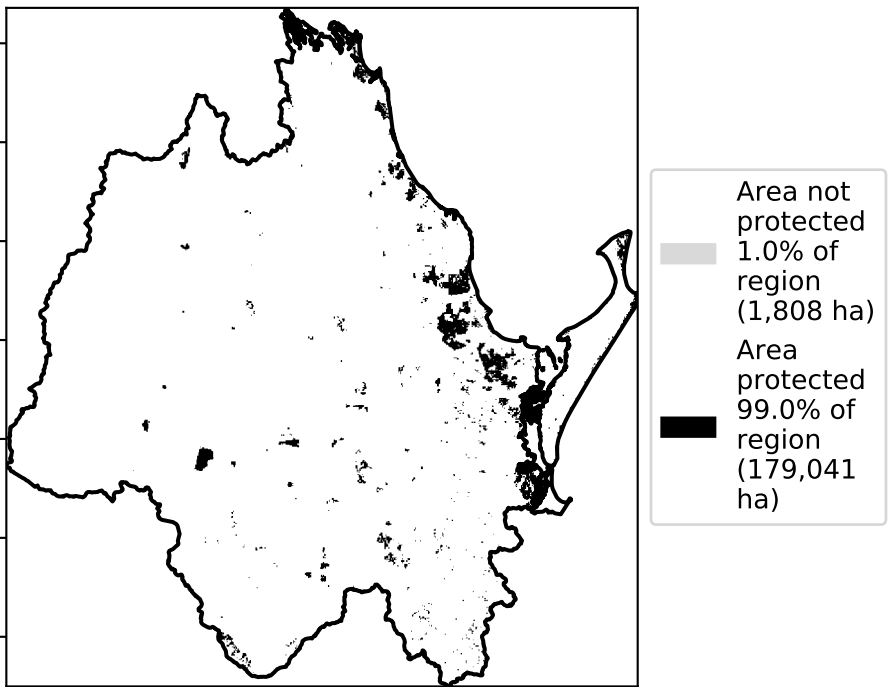 Area not
protected
1.0% of
region
(1,808 ha)
Area
protected
99.0% of
region
(179,041
ha)